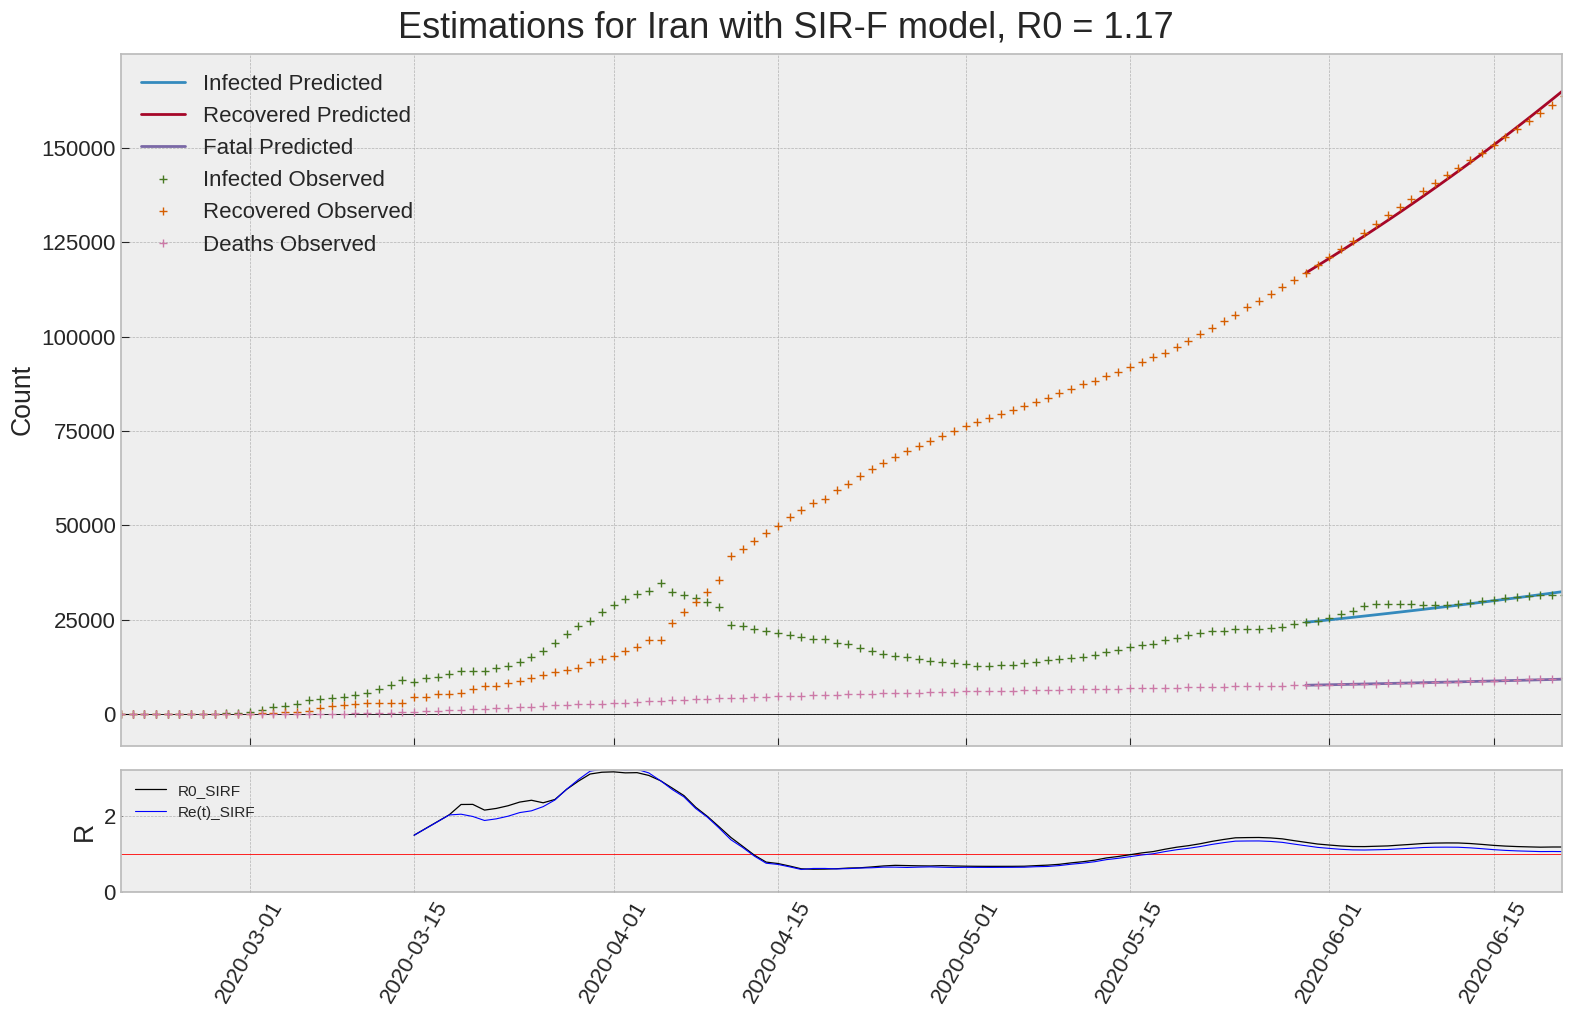 Estimations for Iran with SIR-F model, R0 = 1.17
Infected Predicted
Recovered Predicted
Fatal Predicted
Infected Observed
Recovered Observed
Deaths Observed
150000
125000
100000
75000
50000
25000
0
Count
R0_SIRF
Re(t)_SIRF
2
0
R
2020-03-01
2020-03-15
2020-04-01
2020-04-15
2020-05-01
2020-05-15
2020-06-01
2020-06-15